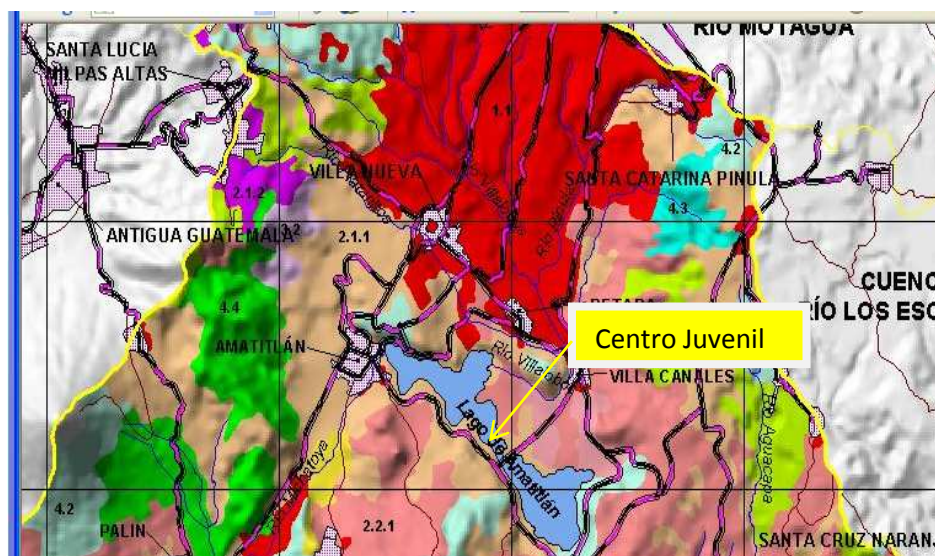 RÍO MOTAGUA
SANTA LUCIA
MILPAS ALTAS
1.1
4.2
VILLA NUEVA
SANTA CATARINA PINULA
2.1.2
4.3
ANTIGUA GUATEMALA
2.1.1
CUENC
RÍO LOS ESC
4.4
Centro Juvenil
AMATITLÁN
VILLA CANALES
Lago de Amatitlán
Río Aguacapa
4.2
PALIN
2.2.1
SANTA CRUZ NARANJ